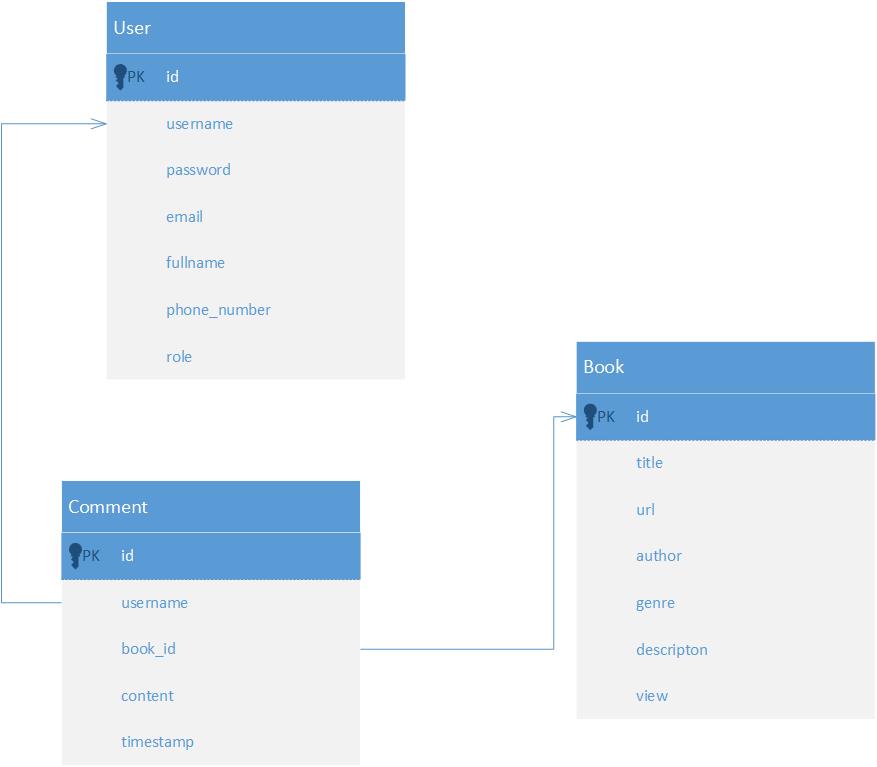 User
PK id
username
password
email
fullname
phone_number
role
Book
PK id
title
url
author
genre
descripton
view
Comment
PK id
username
book_id
content
timestamp